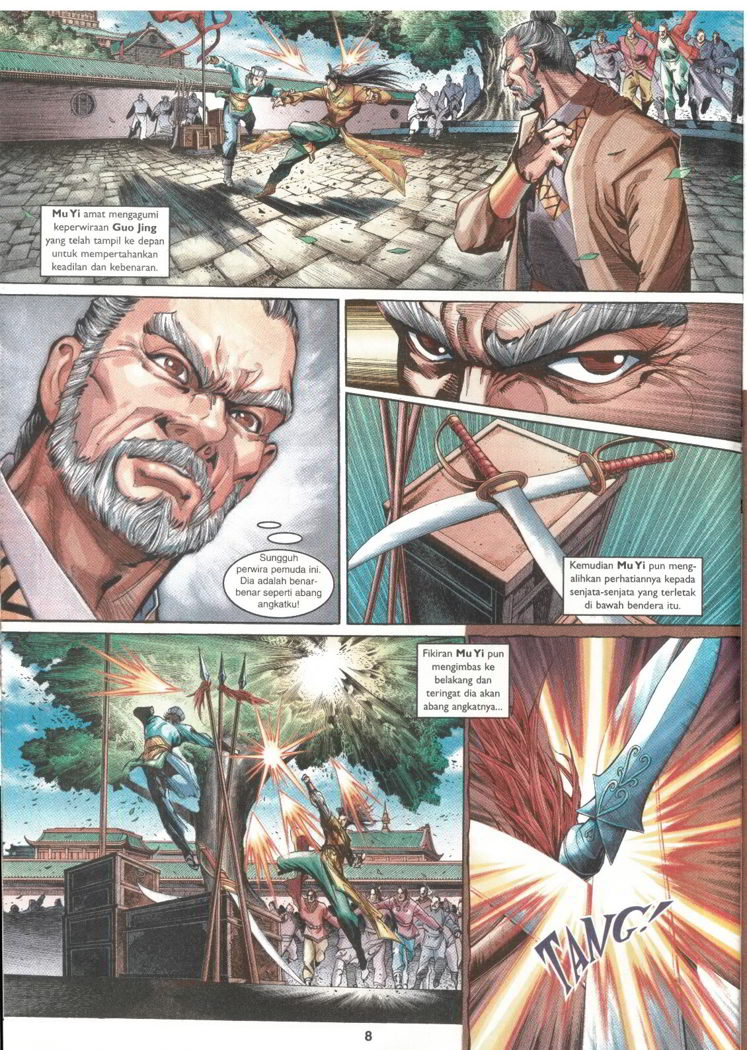 Mu Yi amat mengagumi
keperwiraan Guo Jing
yang telah tampil ke depan
untuk mempertahankan
keadilan dan kebenaran.
Sungguh
perwira pemuda ini.
Dia adalah benar-
benar seperti abang
angkatku!
Kemudian Mu Yi pun meng-
alihkan perhatiannya kepada
senjata-senjata yang terletak
di bawah bendera itu.
Fikiran Mu Yi pun
mengimbas ke
belakang dan
teringat dia akan
abang angkatnya...
TANG!
8